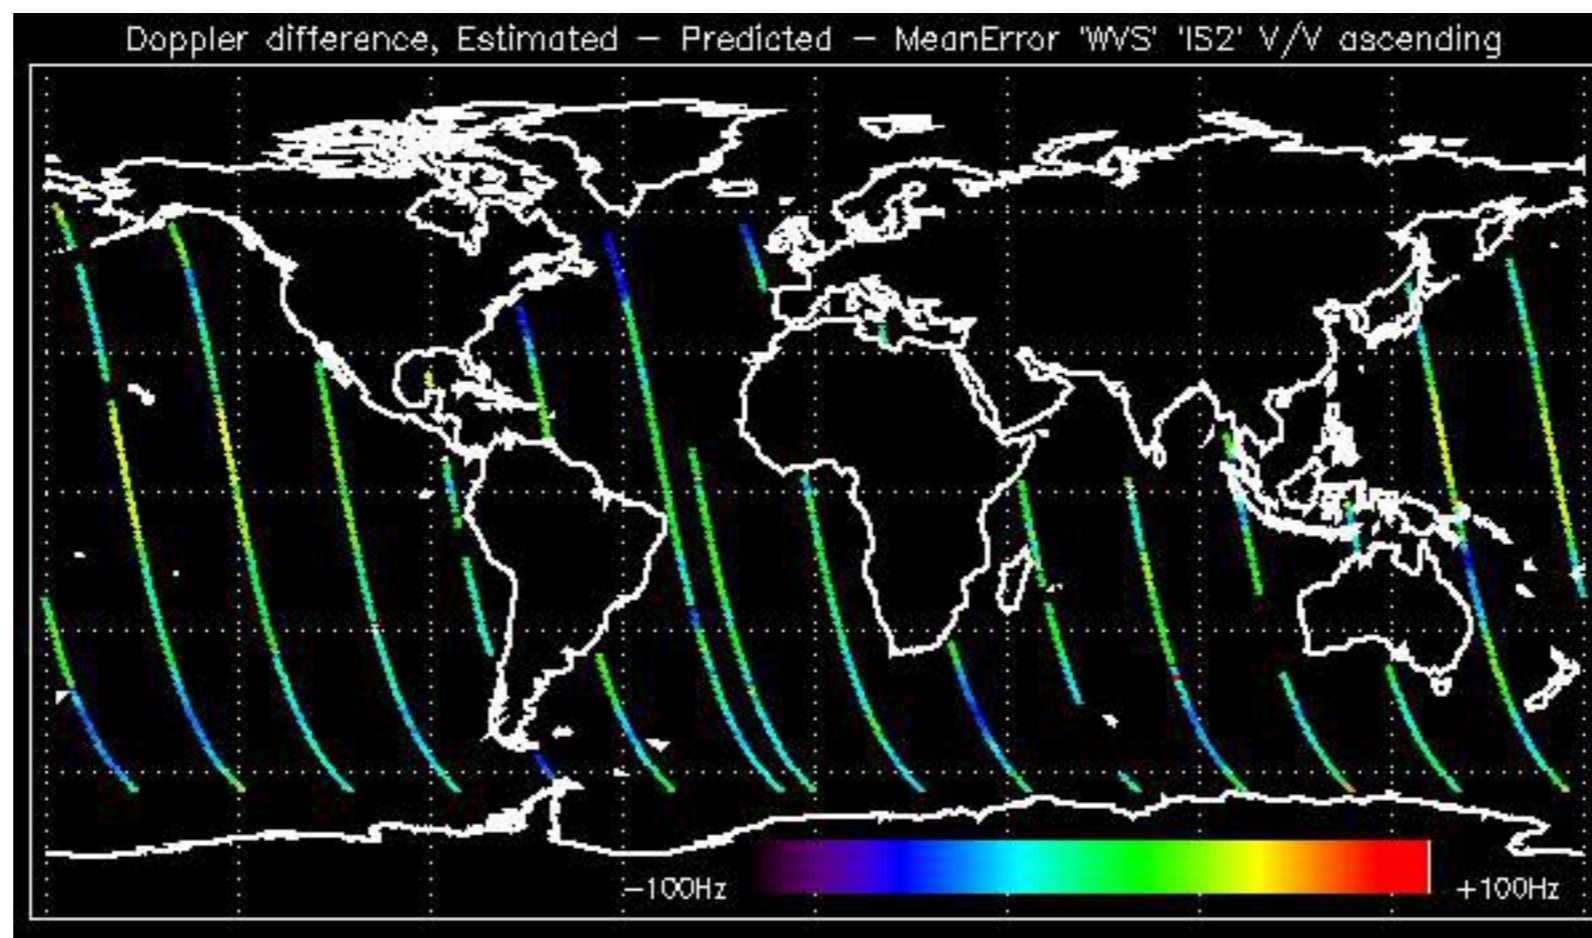 Doppler difference, Estimated – Predicted – MeanError 'WVS' 'IS2' V/V ascending
–100Hz +100Hz